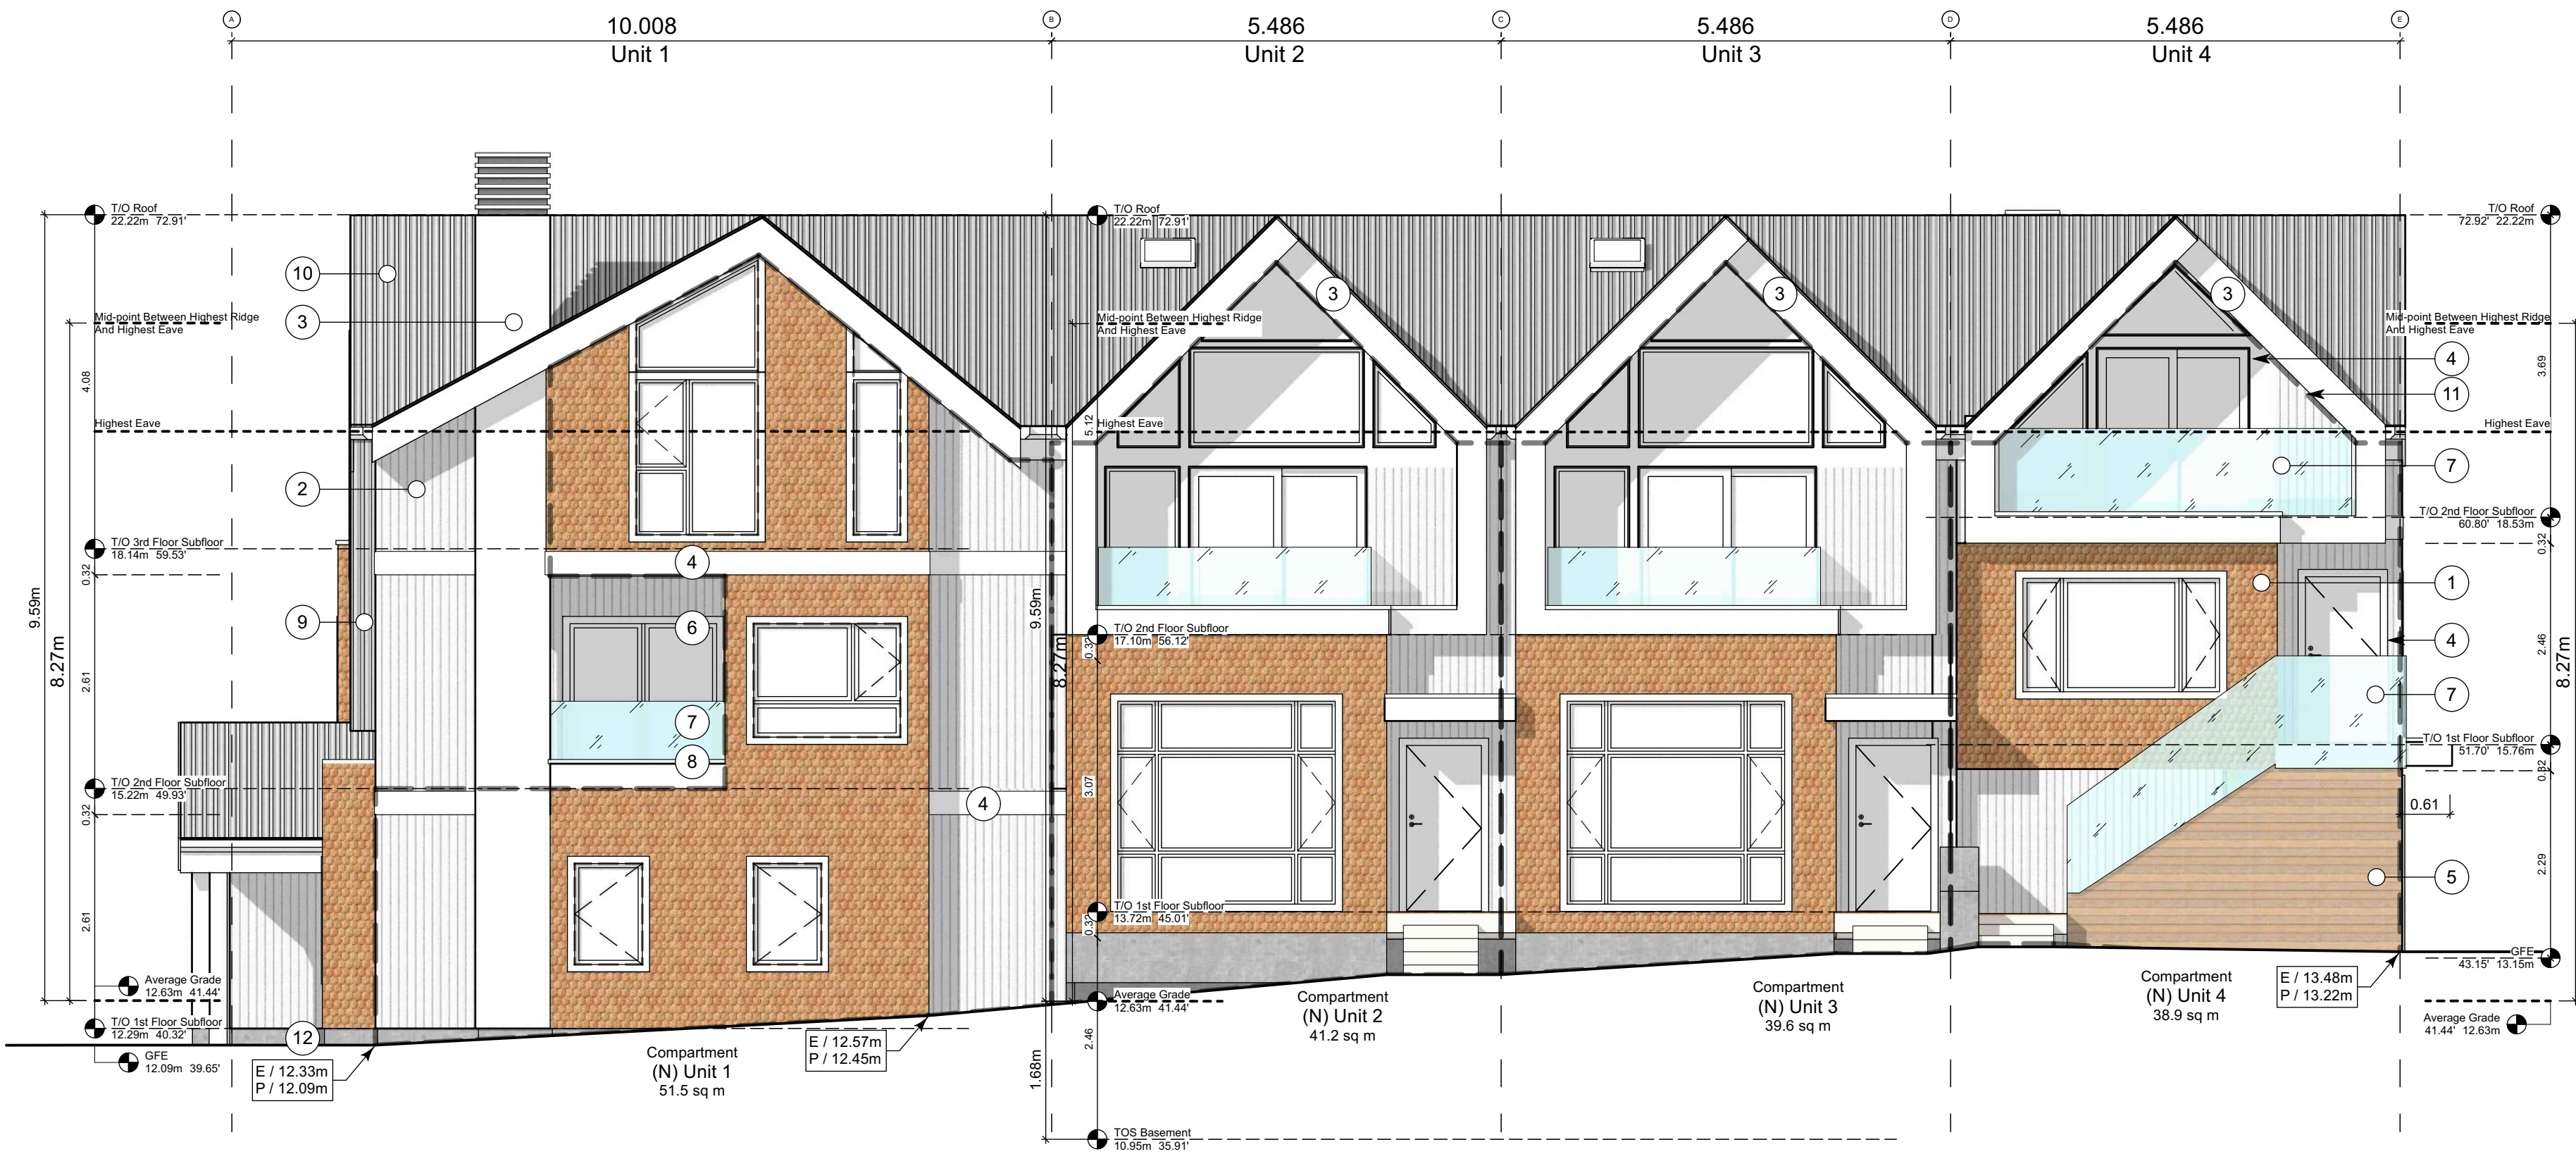 A
B
C
D
E
10.008
5.486
5.486
5.486
Unit 1
Unit 2
Unit 3
Unit 4
T/O Roof
22.22m 72.91'
10
Mid-point Between Highest Ridge
And Highest Eave
3
4.08
Highest Eave
2
T/O 3rd Floor Subfloor
18.14m 59.53'
0.32
9.59m
8.27m
9
2.61
T/O 2nd Floor Subfloor
15.22m 49.93'
0.32
2.61
Average Grade
12.63m 41.44'
T/O 1st Floor Subfloor
12.29m 40.32'
GFE
12.09m 39.65'
12
E / 12.33m
P / 12.09m
4
6
7
8
4
Compartment
(N) Unit 1
51.5 sq m
E / 12.57m
P / 12.45m
T/O Roof
22.22m 72.91'
3
Mid-point Between Highest Ridge
And Highest Eave
5.12
Highest Eave
9.59m
8.27m
T/O 2nd Floor Subfloor
17.10m 56.12'
0.32
3.07
T/O 1st Floor Subfloor
13.72m 45.01'
0.32
Average Grade
12.63m 41.44'
2.46
1.68m
TOS Basement
10.95m 35.91'
Compartment
(N) Unit 2
41.2 sq m
3
Compartment
(N) Unit 3
39.6 sq m
3
Compartment
(N) Unit 4
38.9 sq m
E / 13.48m
P / 13.22m
T/O Roof
72.92' 22.22m
Mid-point Between Highest Ridge
And Highest Eave
4
3.69
11
Highest Eave
7
T/O 2nd Floor Subfloor
60.80' 18.53m
0.32
1
2.46
4
8.27m
7
T/O 1st Floor Subfloor
51.70' 15.76m
0.32
0.61
2.29
5
GFE
43.15' 13.15m
Average Grade
41.44' 12.63m